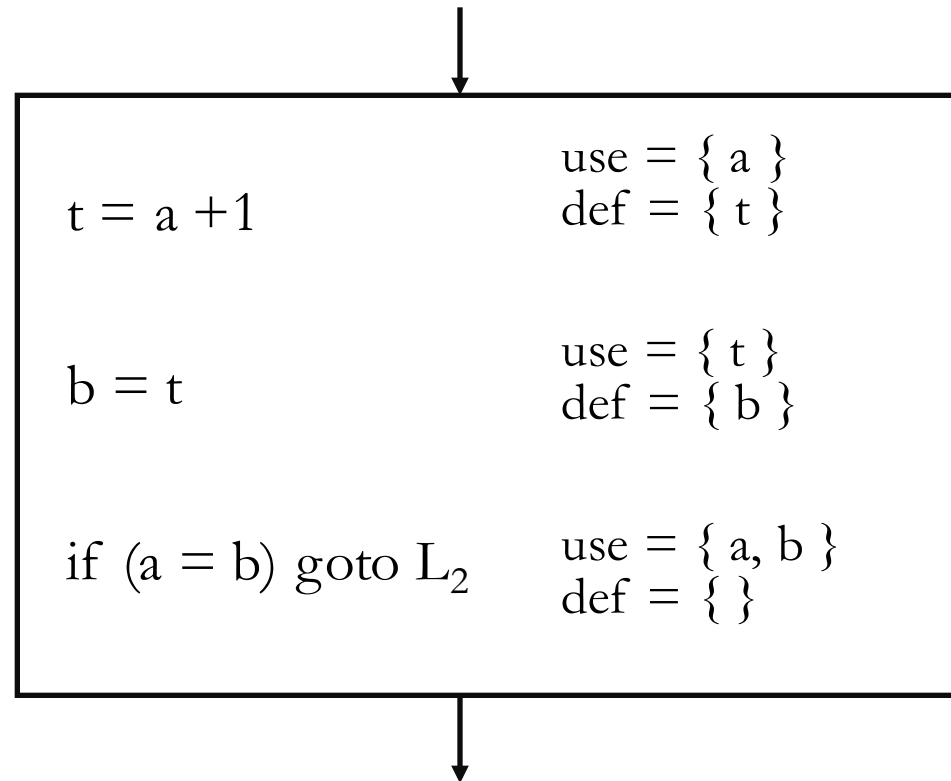 t = a +1
use = { a }
def = { t }
b = t
use = { t }
def = { b }
if (a = b) goto L₂
use = { a, b }
def = { }